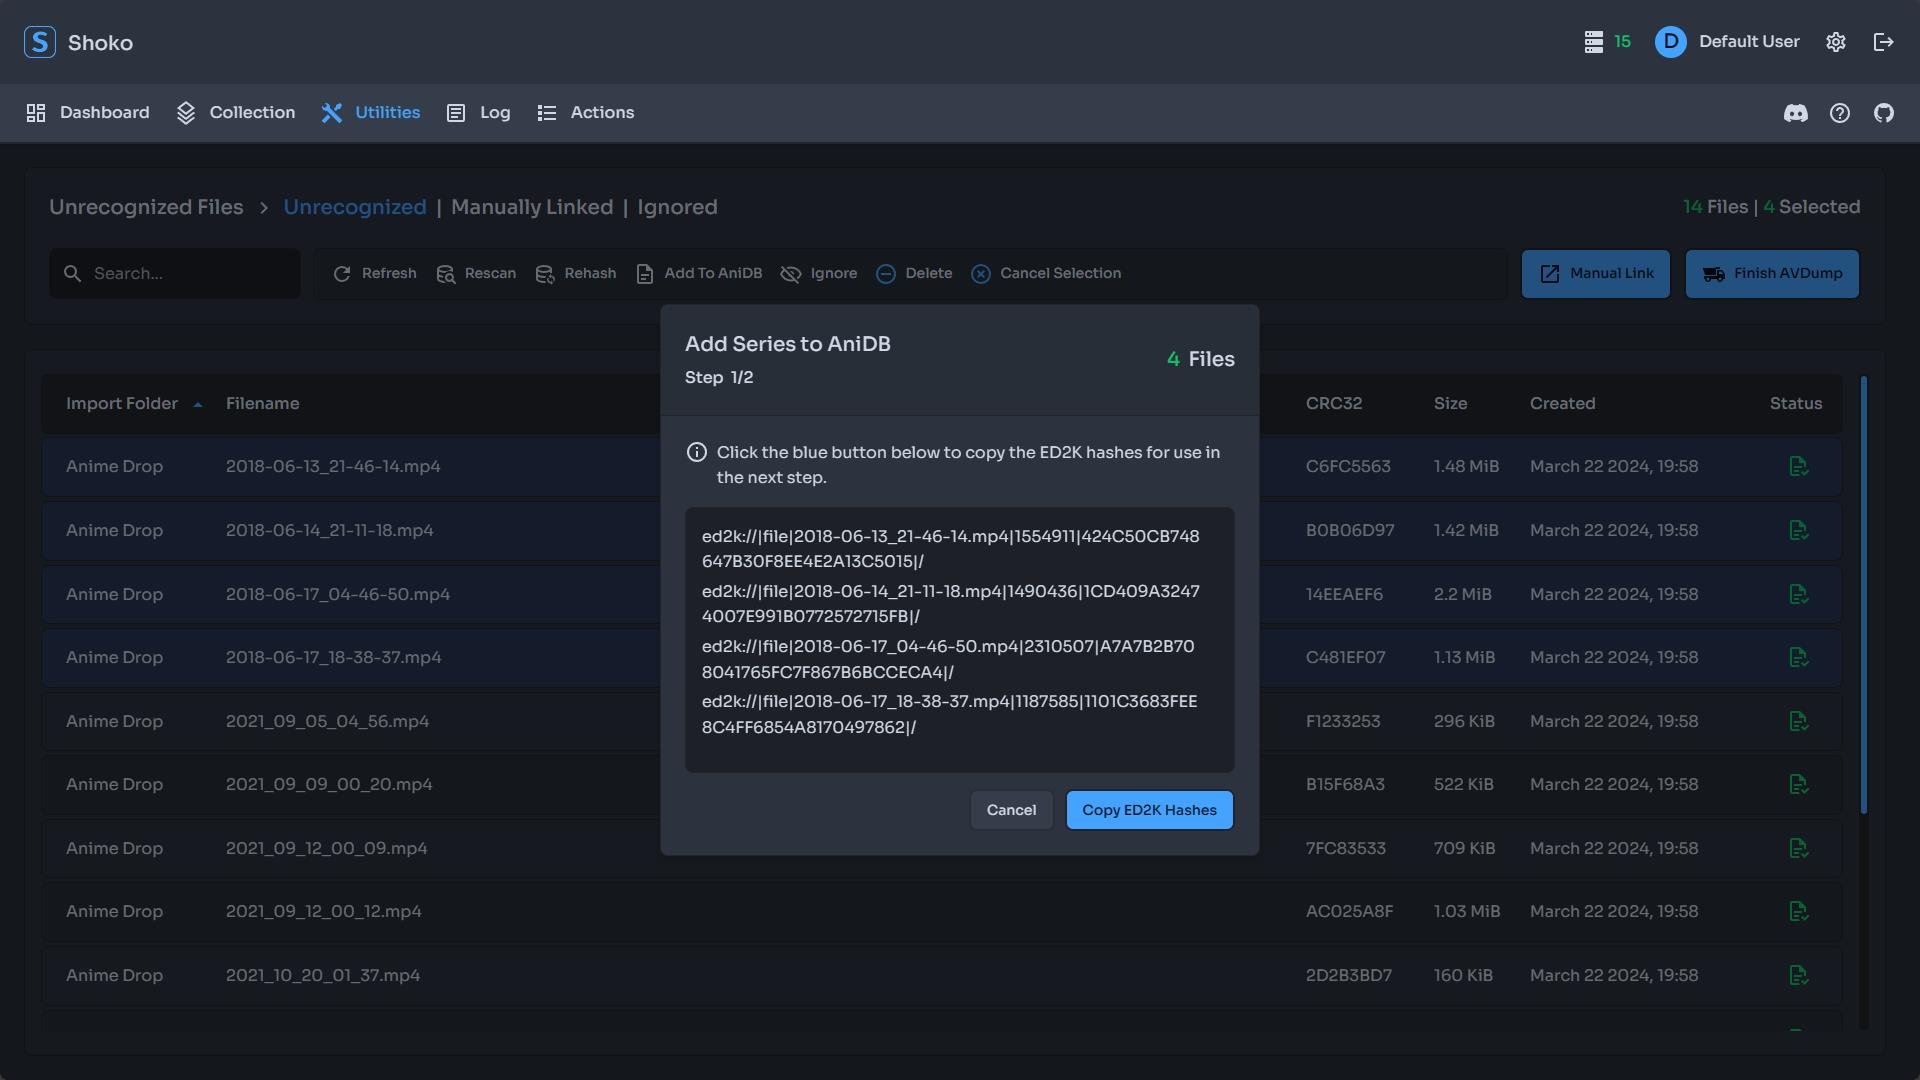 S Shoko
15
D Default User
Dashboard
Collection
Utilities
Log
Actions
Unrecognized Files > Unrecognized | Manually Linked | Ignored
14 Files | 4 Selected
Search...
Refresh
Rescan
Rehash
Add To AniDB
Ignore
Delete
Cancel Selection
Manual Link
Finish AVDump
Add Series to AniDB
Step 1/2
4 Files
Click the blue button below to copy the ED2K hashes for use in
the next step.
ed2k://|file|2018-06-13_21-46-14.mp4|1554911|424C50CB748
647B30F8EE4E2A13C5015|/
ed2k://|file|2018-06-14_21-11-18.mp4|1490436|1CD409A3247
4007E991B0772572715FB|/
ed2k://|file|2018-06-17_04-46-50.mp4|2310507|A7A7B2B70
8041765FC7F867B6BCCECA4|/
ed2k://|file|2018-06-17_18-38-37.mp4|1187585|1101C3683FEE
8C4FF6854A8170497862|/
Cancel
Copy ED2K Hashes
Import Folder Filename CRC32 Size Created Status
Anime Drop 2018-06-13_21-46-14.mp4 C6FC5563 1.48 MiB March 22 2024, 19:58
Anime Drop 2018-06-14_21-11-18.mp4 B0B06D97 1.42 MiB March 22 2024, 19:58
Anime Drop 2018-06-17_04-46-50.mp4 14EEAEF6 2.2 MiB March 22 2024, 19:58
Anime Drop 2018-06-17_18-38-37.mp4 C481EF07 1.13 MiB March 22 2024, 19:58
Anime Drop 2021_09_05_04_56.mp4 F1233253 296 KiB March 22 2024, 19:58
Anime Drop 2021_09_09_00_20.mp4 B15F68A3 522 KiB March 22 2024, 19:58
Anime Drop 2021_09_12_00_09.mp4 7FC83533 709 KiB March 22 2024, 19:58
Anime Drop 2021_09_12_00_12.mp4 AC025A8F 1.03 MiB March 22 2024, 19:58
Anime Drop 2021_10_20_01_37.mp4 2D2B3BD7 160 KiB March 22 2024, 19:58